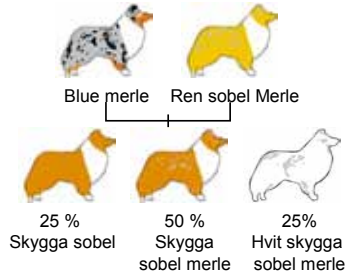 Blue merle Ren sobel Merle
25 % 50 % 25%
Skygga sobel Skygga Hvit skygga
sobel merle sobel merle